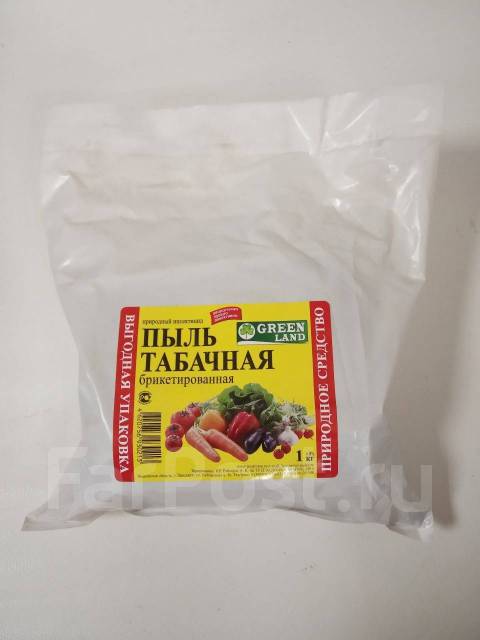 природный инсектицид
ПЫЛЬ
ТАБАЧНАЯ
брикетированная
GREEN
LAND
ВЫГОДНАЯ УПАКОВКА
ПРИРОДНОЕ СРЕДСТВО
1
КГ
FarPost.ru